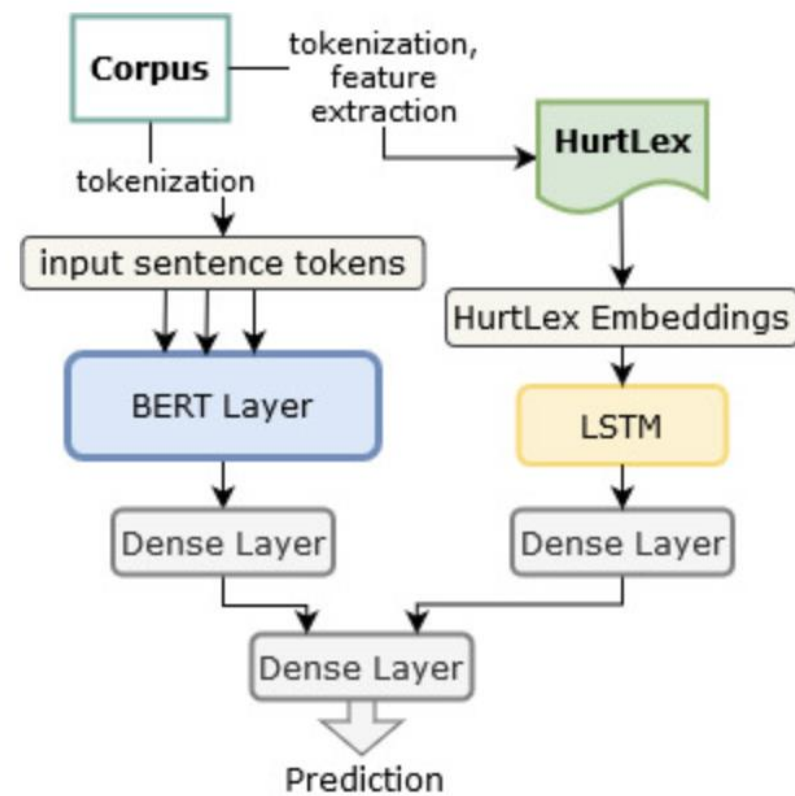 Corpus
tokenization,
feature
extraction
HurtLex
tokenization
input sentence tokens
HurtLex Embeddings
BERT Layer
LSTM
Dense Layer
Dense Layer
Dense Layer
Prediction